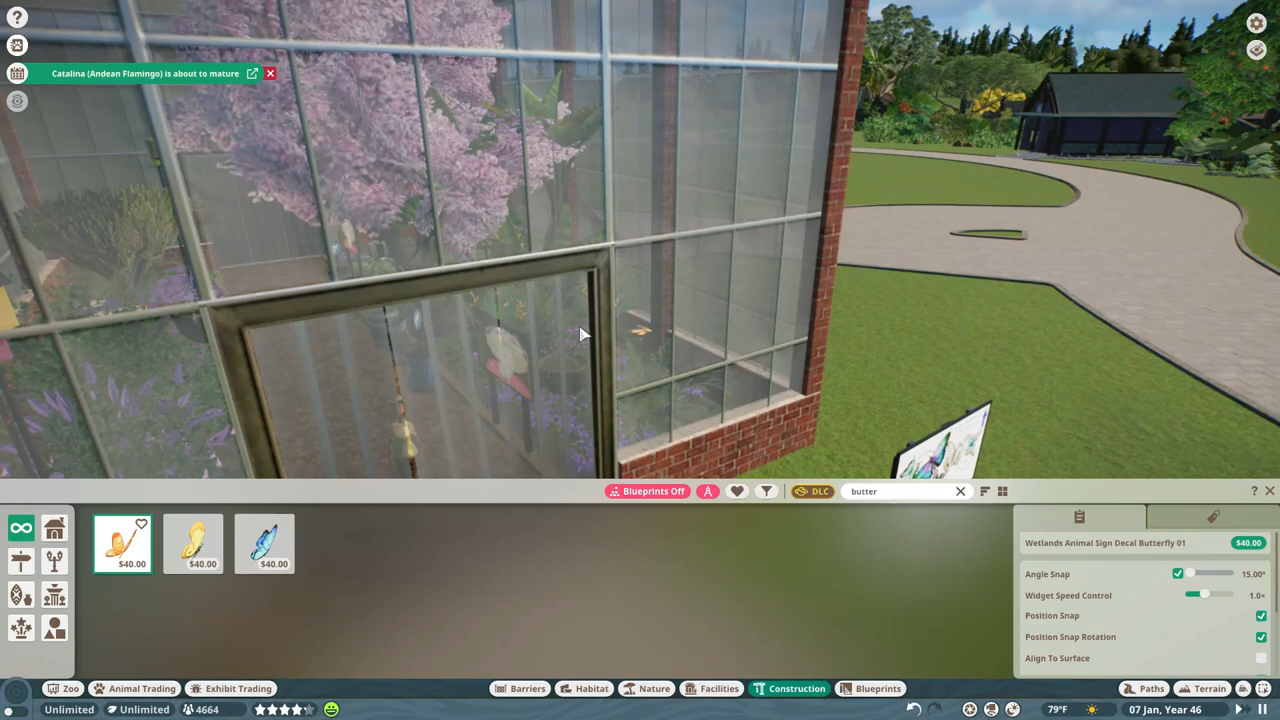 ?
Catalina (Andean Flamingo) is about to mature
Blueprints Off
DLC
butter
?
$40.00
$40.00
$40.00
Wetlands Animal Sign Decal Butterfly 01
$40.00
Angle Snap
15.00°
Widget Speed Control
1.0×
Position Snap
Position Snap Rotation
Align To Surface
Zoo
Animal Trading
Exhibit Trading
Barriers
Habitat
Nature
Facilities
Construction
Blueprints
Paths
Terrain
Unlimited
Unlimited
4664
79°F
07 Jan, Year 46